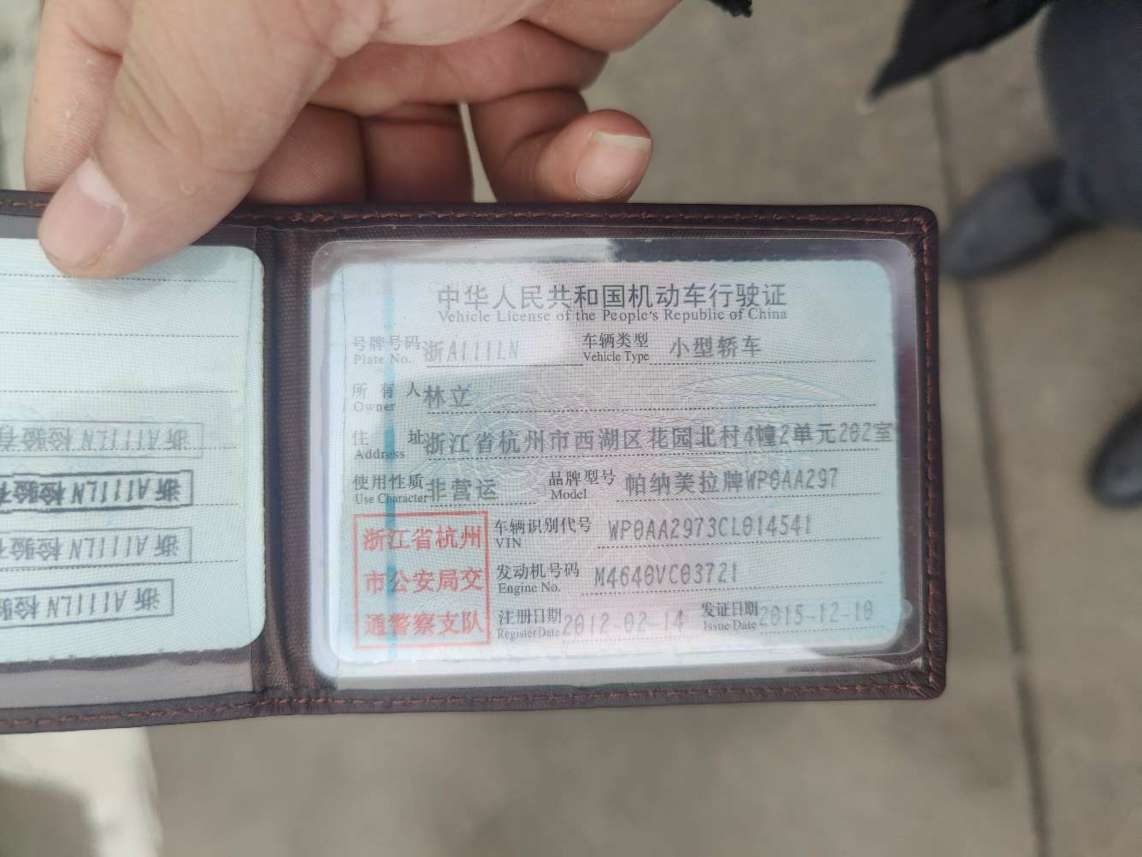 中华人民共和国机动车行驶证
Vehicle License of the People's Republic of China
号牌号码 浙A111LN 车辆类型 小型轿车
Plate No. Vehicle Type
所有人 林立
Owner
住址 浙江省杭州市西湖区花园北村4幢2单元202室
Address
使用性质 非营运 品牌型号 帕纳美拉牌WP0AA297
Use Character Model
浙江省杭州
市公安局交
通警察支队
车辆识别代号 WP0AA2973CL014541
VIN
发动机号码 M4640VC03721
Engine No.
注册日期 2012-02-14 发证日期 2015-12-10
Register Date Issue Date
浙A111LN 检验
浙A111LN 检验
浙A111LN 检验
浙A111LN 检验